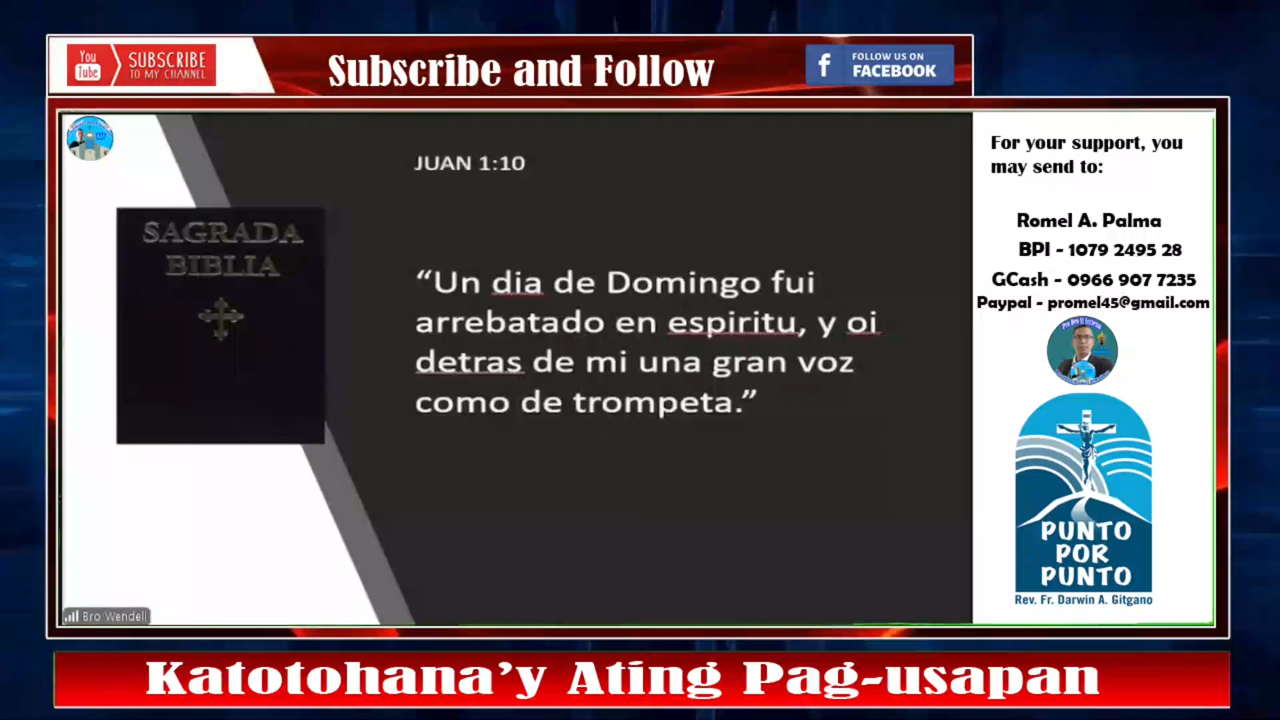 You
Tube
SUBSCRIBE
TO MY CHANNEL
Subscribe and Follow
f
FOLLOW US ON
FACEBOOK
JUAN 1:10
SAGRADA
BIBLIA
“Un dia de Domingo fui
arrebatado en espiritu, y oi
detras de mi una gran voz
como de trompeta.”
Bro Wendell
For your support, you
may send to:
Romel A. Palma
BPI - 1079 2495 28
GCash - 0966 907 7235
Paypal - promel45@gmail.com
PUNTO
POR
PUNTO
Rev. Fr. Darwin A. Gitgano
Katotohana’y Ating Pag-usapan